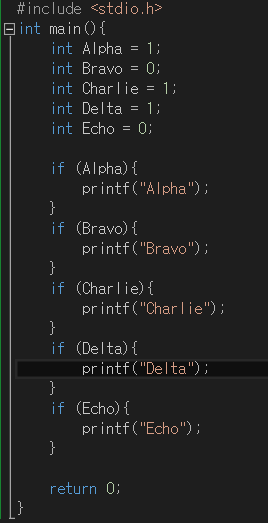 #include <stdio.h>
int main(){
    int Alpha = 1;
    int Bravo = 0;
    int Charlie = 1;
    int Delta = 1;
    int Echo = 0;

    if (Alpha){
        printf("Alpha");
    }
    if (Bravo){
        printf("Bravo");
    }
    if (Charlie){
        printf("Charlie");
    }
    if (Delta){
        printf("Delta");
    }
    if (Echo){
        printf("Echo");
    }

    return 0;
}